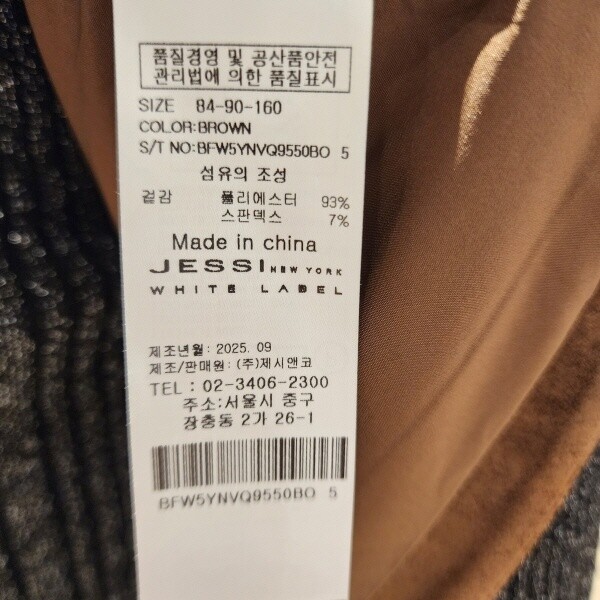 품질경영 및 공산품안전
관리법에 의한 품질표시
SIZE 84-90-160
COLOR:BROWN
S/T NO:BFW5YNVQ9550BO 5
섬유의 조성
겉감 폴리에스터 93%
스판덱스 7%
Made in china
JESSI NEW YORK
WHITE LABEL
제조년월: 2025. 09
제조/판매원: (주)제시앤코
TEL : 02-3406-2300
주소:서울시 중구
장충동 2가 26-1
BFW5YNVQ9550BO 5